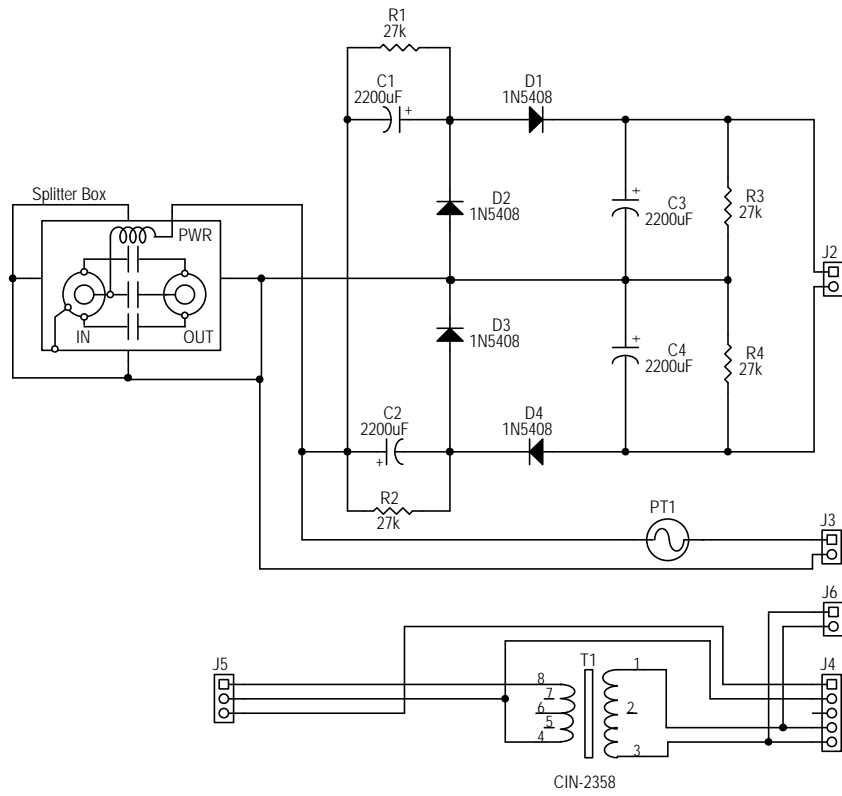 R1
27k
C1
2200uF
+
D1
1N5408
Splitter Box
PWR
IN
OUT
D2
1N5408
+
C3
2200uF
R3
27k
J2
D3
1N5408
+
C4
2200uF
R4
27k
C2
2200uF
+
D4
1N5408
R2
27k
PT1
J3
J6
J5
T1
J4
8
7
6
5
4
1
2
3
CIN-2358